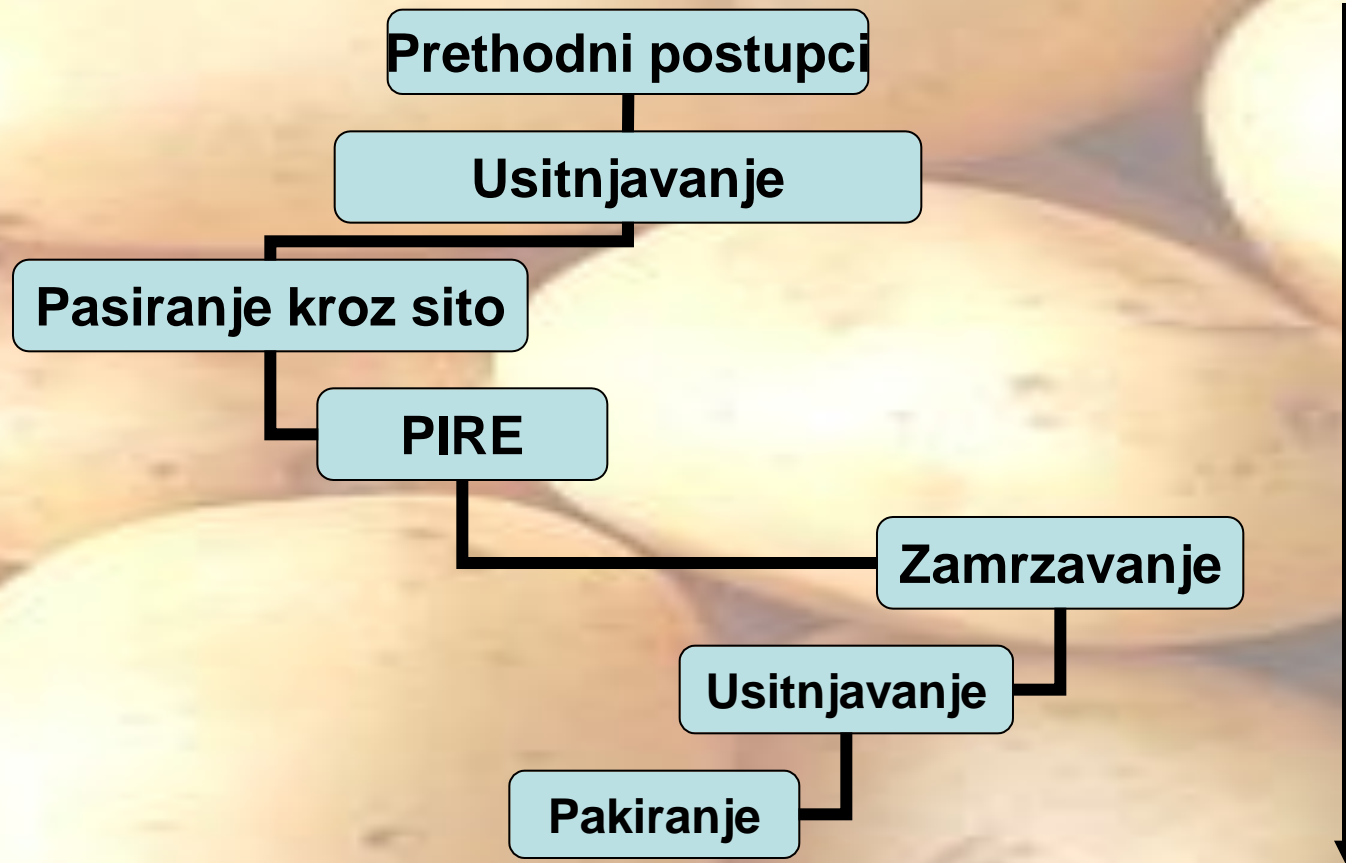 Prethodni postupci
Usitnjavanje
Pasiranje kroz sito
PIRE
Zamrzavanje
Usitnjavanje
Pakiranje